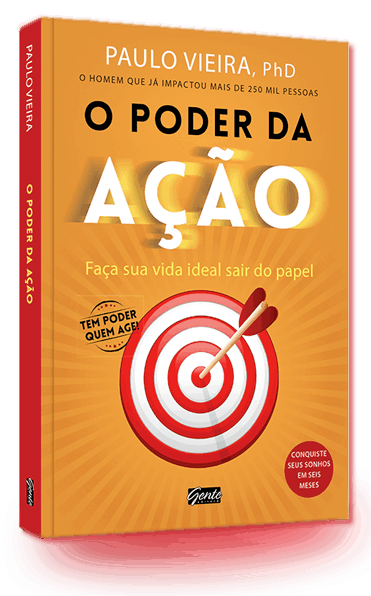 PAULO VIEIRA
O PODER DA AÇÃO
PAULO VIEIRA, PhD
O HOMEM QUE JÁ IMPACTOU MAIS DE 250 MIL PESSOAS
O PODER DA
AÇÃO
Faça sua vida ideal sair do papel
TEM PODER
QUEM AGE!
CONQUISTE
SEUS SONHOS
EM SEIS
MESES
Gente
EDITORA
Gente